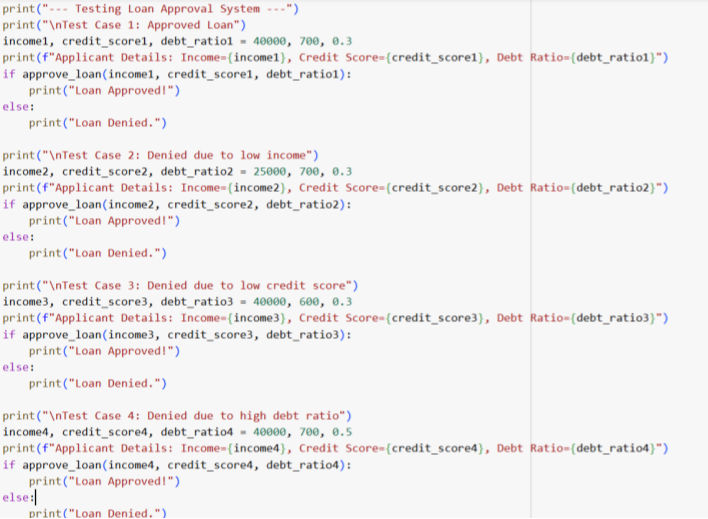 print("--- Testing Loan Approval System ---")
print("\nTest Case 1: Approved Loan")
income1, credit_score1, debt_ratio1 = 40000, 700, 0.3
print(f"Applicant Details: Income={income1}, Credit Score={credit_score1}, Debt Ratio={debt_ratio1}")
if approve_loan(income1, credit_score1, debt_ratio1):
    print("Loan Approved!")
else:
    print("Loan Denied.")

print("\nTest Case 2: Denied due to low income")
income2, credit_score2, debt_ratio2 = 25000, 700, 0.3
print(f"Applicant Details: Income={income2}, Credit Score={credit_score2}, Debt Ratio={debt_ratio2}")
if approve_loan(income2, credit_score2, debt_ratio2):
    print("Loan Approved!")
else:
    print("Loan Denied.")

print("\nTest Case 3: Denied due to low credit score")
income3, credit_score3, debt_ratio3 = 40000, 600, 0.3
print(f"Applicant Details: Income={income3}, Credit Score={credit_score3}, Debt Ratio={debt_ratio3}")
if approve_loan(income3, credit_score3, debt_ratio3):
    print("Loan Approved!")
else:
    print("Loan Denied.")

print("\nTest Case 4: Denied due to high debt ratio")
income4, credit_score4, debt_ratio4 = 40000, 700, 0.5
print(f"Applicant Details: Income={income4}, Credit Score={credit_score4}, Debt Ratio={debt_ratio4}")
if approve_loan(income4, credit_score4, debt_ratio4):
    print("Loan Approved!")
else:
    print("Loan Denied.")